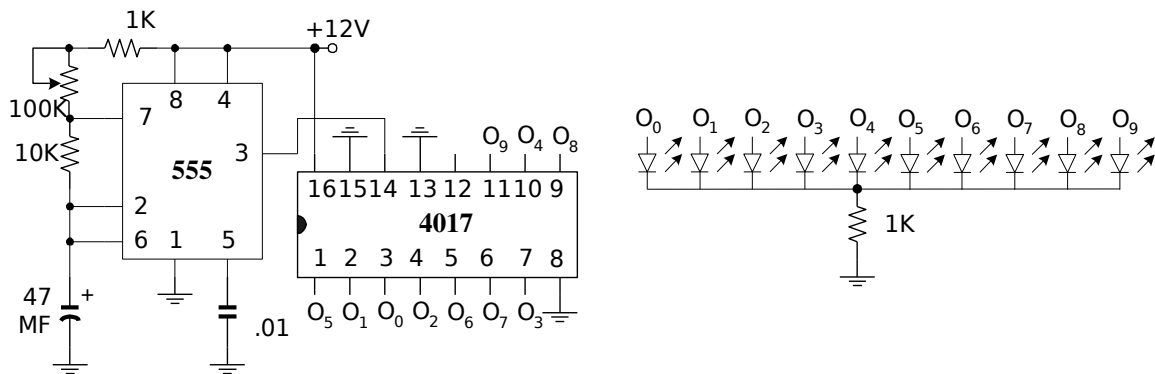 1K
+12V
100K
7
8
4
10K
555
3
2
6
1
5
47
MF
+
.01
O9 O4 O8
16 15 14 13 12 11 10 9
4017
1 2 3 4 5 6 7 8
O5 O1 O0 O2 O6 O7 O3
O0 O1 O2 O3 O4 O5 O6 O7 O8 O9
1K